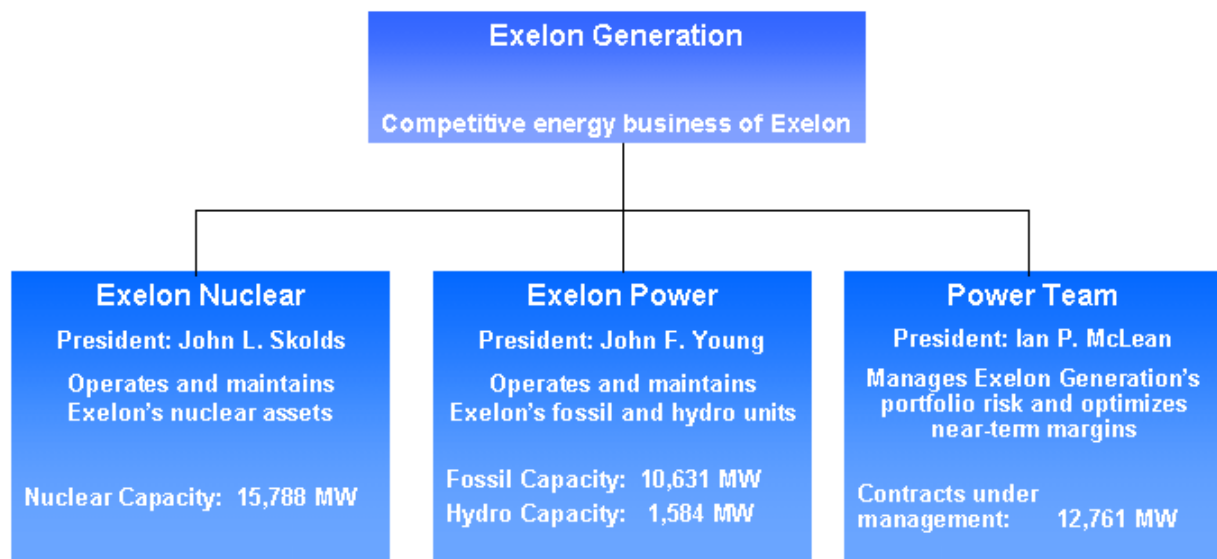 Exelon Generation
Competitive energy business of Exelon
Exelon Nuclear
President: John L. Skolds
Operates and maintains
Exelon's nuclear assets
Nuclear Capacity: 15,788 MW
Exelon Power
President: John F. Young
Operates and maintains
Exelon's fossil and hydro units
Fossil Capacity: 10,631 MW
Hydro Capacity: 1,584 MW
Power Team
President: Ian P. McLean
Manages Exelon Generation's
portfolio risk and optimizes
near-term margins
Contracts under
management: 12,761 MW